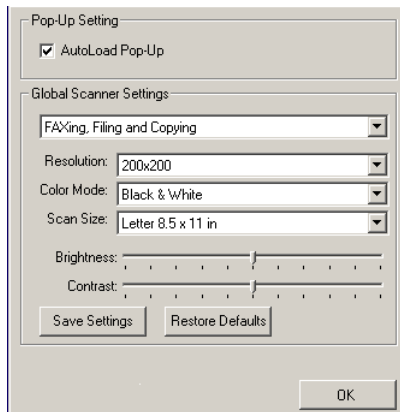 Pop-Up Setting
AutoLoad Pop-Up
Global Scanner Settings
FAXing, Filing and Copying
Resolution: 200x200
Color Mode: Black & White
Scan Size: Letter 8.5 x 11 in
Brightness:
Contrast:
Save Settings Restore Defaults
OK